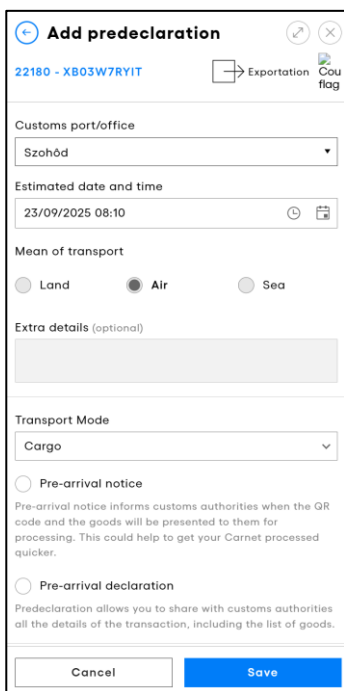 Add predeclaration
22180 - XB03W7RYIT
Exportation
Cou
flag
Customs port/office
Szohôd
Estimated date and time
23/09/2025 08:10
Mean of transport
Land
Air
Sea
Extra details (optional)
Transport Mode
Cargo
Pre-arrival notice
Pre-arrival notice informs customs authorities when the QR
code and the goods will be presented to them for
processing. This could help to get your Carnet processed
quicker.
Pre-arrival declaration
Predeclaration allows you to share with customs authorities
all the details of the transaction, including the list of goods.
Cancel
Save